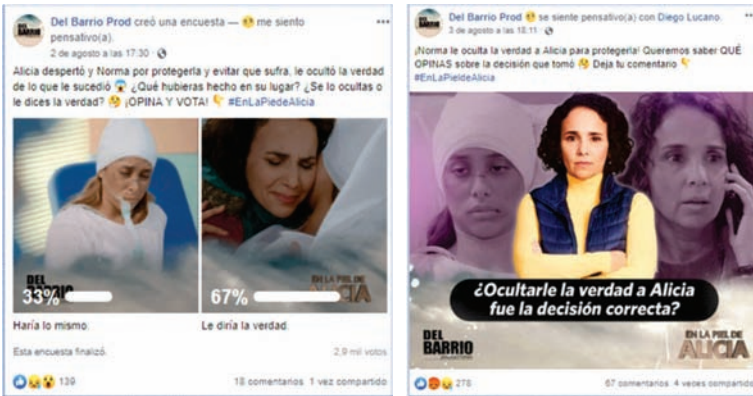 Del Barrio Prod creó una encuesta — 🤔 me siento
pensativo(a).
2 de agosto a las 17:30 ·
Alicia despertó y Norma por protegerla y evitar que sufra, le ocultó la verdad
de lo que le sucedió 😱 ¿Qué hubieras hecho en su lugar? ¿Se lo ocultas o
le dices la verdad? 🤔 ¡OPINA Y VOTA! 👇 #EnLaPieldeAlicia
DEL
BARRIO
33%
67%
EN LA PIEL DE
ALICIA
Haría lo mismo.
Le diría la verdad.
Esta encuesta finalizó.
2,9 mil votos
139
18 comentarios 1 vez compartido
Del Barrio Prod 🤔 se siente pensativo(a) con Diego Lucano.
3 de agosto a las 18:11 ·
¡Norma le oculta la verdad a Alicia para protegerla! Queremos saber QUÉ
OPINAS sobre la decisión que tomó 🤔 Deja tu comentario 👇
#EnLaPieldeAlicia
¿Ocultarle la verdad a Alicia
fue la decisión correcta?
DEL
BARRIO
EN LA PIEL DE
ALICIA
278
67 comentarios 4 veces compartido